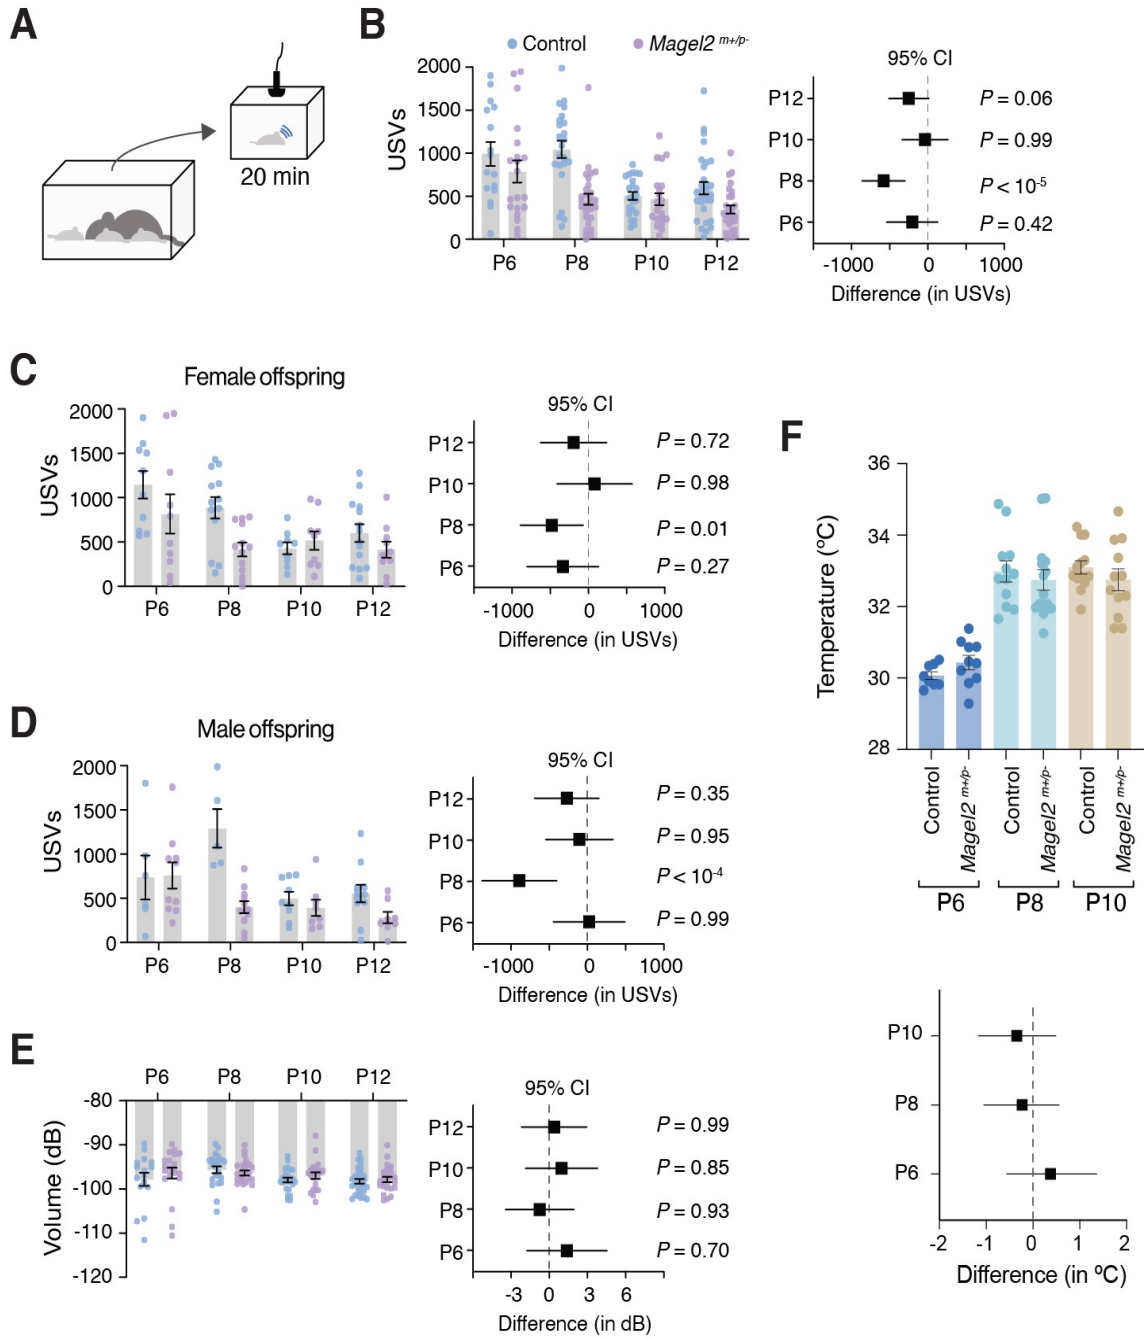 A
20 min
B
Control
Magel2 m+/p-
USVs
2000
1500
1000
500
0
P6
P8
P10
P12
95% CI
P12
P = 0.06
P10
P = 0.99
P8
P < 10-5
P6
P = 0.42
-1000
0
1000
Difference (in USVs)
C
Female offspring
USVs
2000
1500
1000
500
0
P6
P8
P10
P12
95% CI
P12
P = 0.72
P10
P = 0.98
P8
P = 0.01
P6
P = 0.27
-1000
0
1000
Difference (in USVs)
D
Male offspring
USVs
2000
1500
1000
500
0
P6
P8
P10
P12
95% CI
P12
P = 0.35
P10
P = 0.95
P8
P < 10-4
P6
P = 0.99
-1000
0
1000
Difference (in USVs)
E
P6
P8
P10
P12
Volume (dB)
-80
-90
-100
-110
-120
95% CI
P12
P = 0.99
P10
P = 0.85
P8
P = 0.93
P6
P = 0.70
-3
0
3
6
Difference (in dB)
F
Temperature (ºC)
36
34
32
30
28
Control
Magel2 m+/p-
Control
Magel2 m+/p-
Control
Magel2 m+/p-
P6
P8
P10
P10
P8
P6
-2
-1
0
1
2
Difference (in ºC)